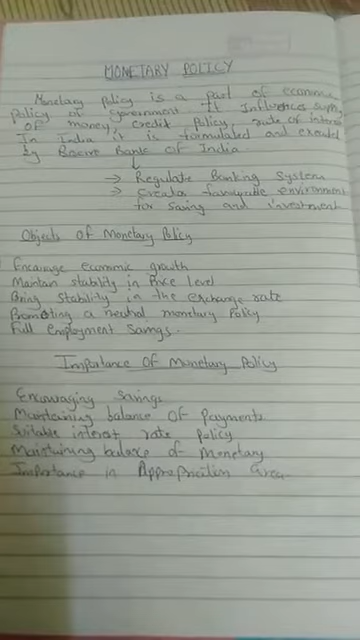 MONETARY POLICY
Monetary policy is a part of economic
policy of government It Influences supply
of money, credit policy, rate of interest
In India it is formulated and executed
by Reserve Bank of India
→ Regulate Banking System
→ Creates favourable environment
for saving and investment
Objects of Monetary Policy
Encourage economic growth
Maintan stability in Price level
Bring Stability in the exchange rate
Promoting a neutral monetary Policy
Full Employment Savings.
Importance Of Monetary Policy
Encouraging Savings
Maintaining balance Of Payments
Suitable interest rate policy
Maintaining balance of Monetary
Importance in area